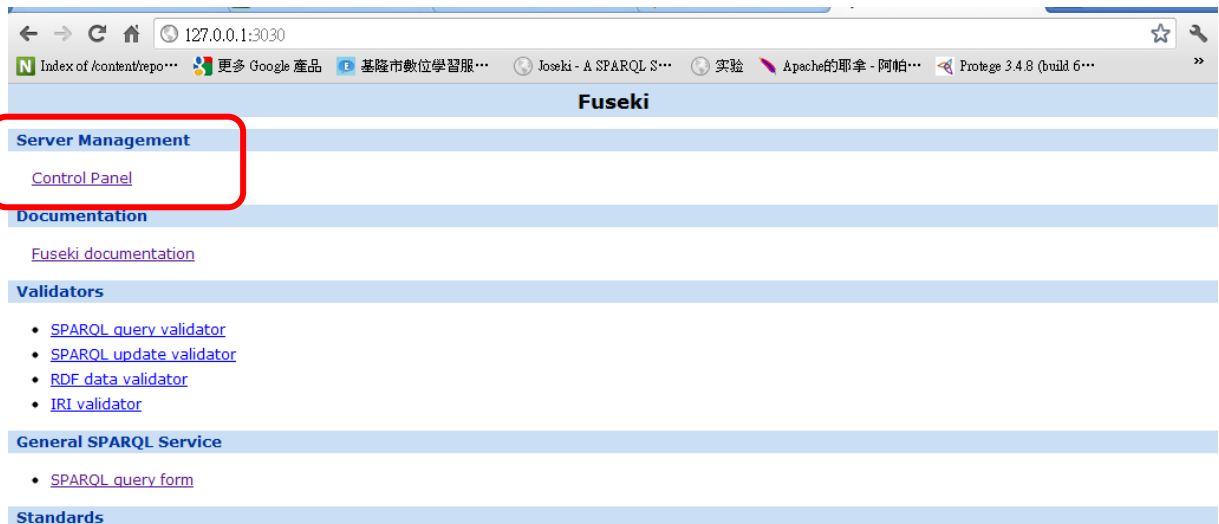 127.0.0.1:3030
Index of /content/repo… 更多 Google 產品 基隆市數位學習服… Joseki - A SPARQL S… 实验 Apache的耶拿 - 阿帕… Protege 3.4.8 (build 6… »
Fuseki
Server Management
Control Panel
Documentation
Fuseki documentation
Validators
• SPARQL query validator
• SPARQL update validator
• RDF data validator
• IRI validator
General SPARQL Service
• SPARQL query form
Standards